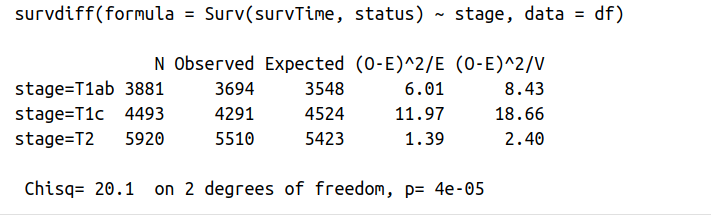 survdiff(formula = Surv(survTime, status) ~ stage, data = df)
N Observed Expected (O-E)^2/E (O-E)^2/V
stage=T1ab 3881 3694 3548 6.01 8.43
stage=T1c 4493 4291 4524 11.97 18.66
stage=T2 5920 5510 5423 1.39 2.40
Chisq= 20.1 on 2 degrees of freedom, p= 4e-05